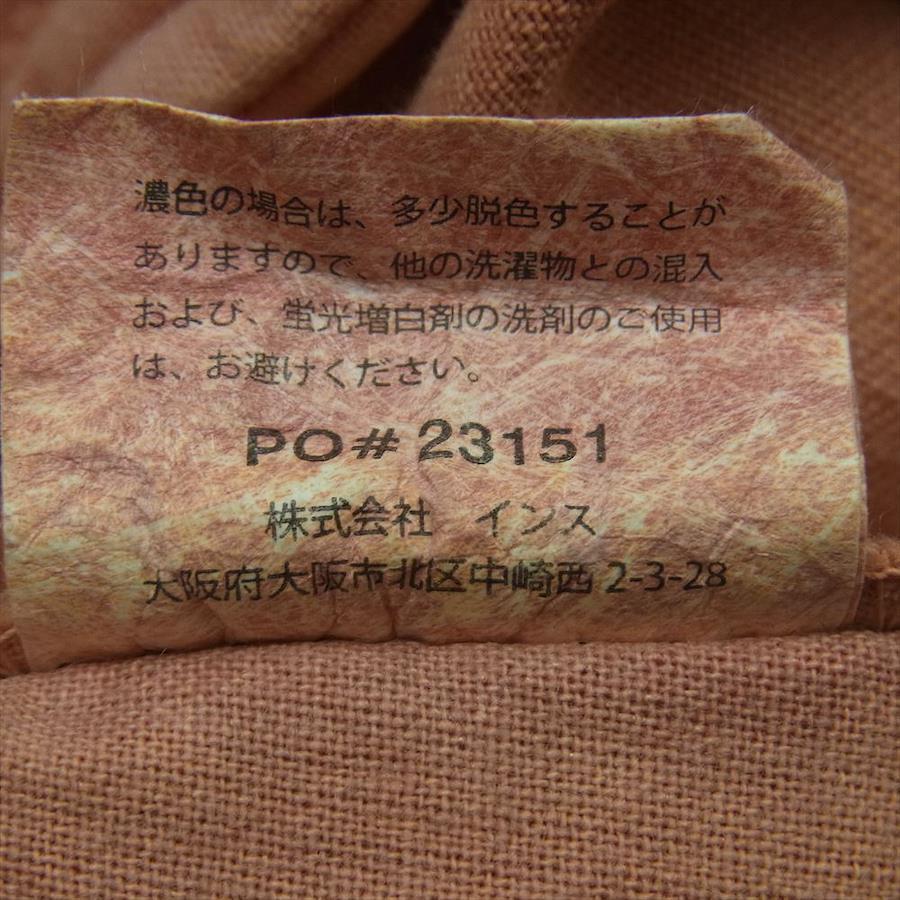 濃色の場合は、多少脱色することが
ありますので、他の洗濯物との混入
および、蛍光増白剤の洗剤のご使用
は、お避けください。
PO# 23151
株式会社　インス
大阪府大阪市北区中崎西 2-3-28